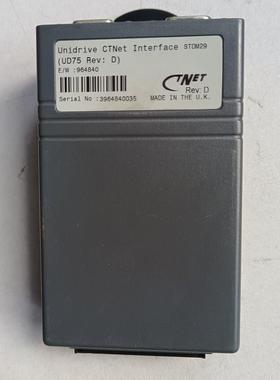 Unidrive CTNet Interface STDM29
(UD75 Rev: D)
E/W :964840
CTNET
Rev: D
Serial No :3964840035
MADE IN THE U.K.